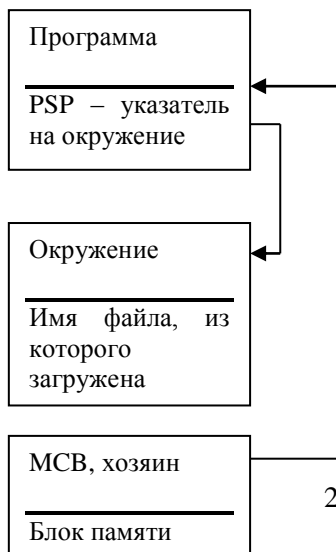 Программа
PSP – указатель
на окружение
Окружение
Имя файла, из
которого
загружена
MCB, хозяин
2
Блок памяти